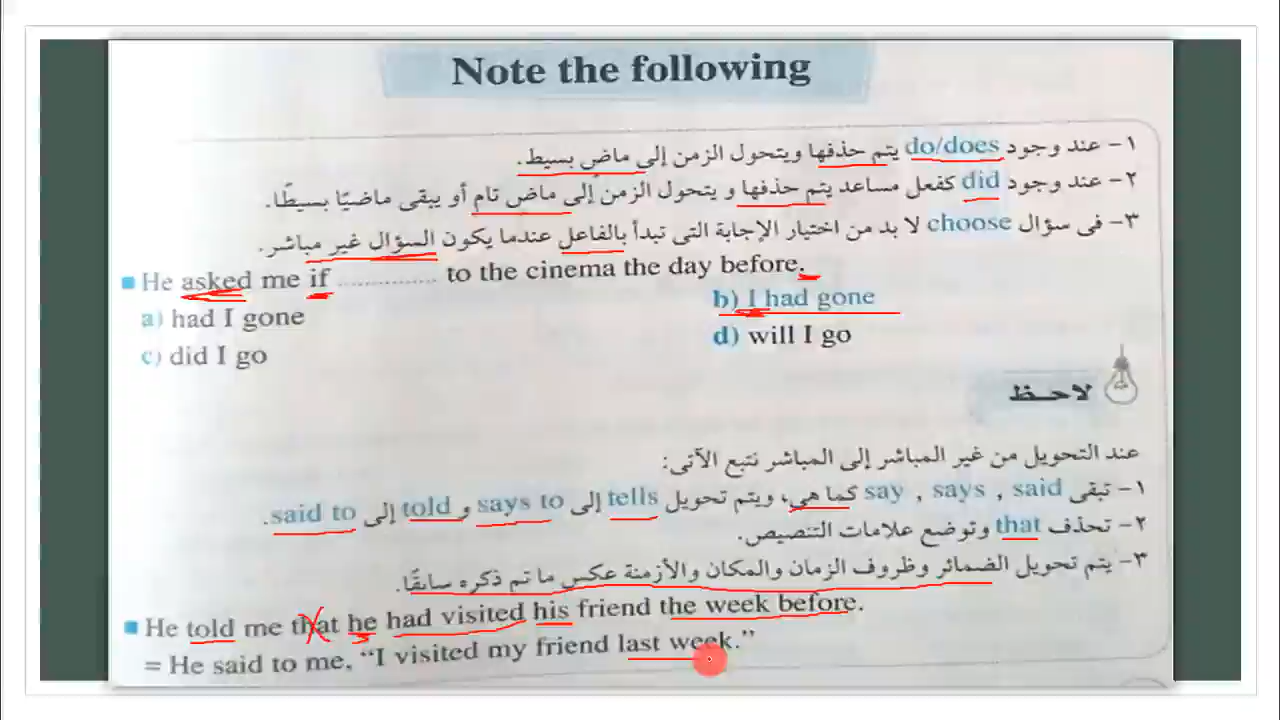 Note the following
١- عند وجود do/does يتم حذفها ويتحول الزمن إلى ماضٍ بسيط.
٢- عند وجود did كفعل مساعد يتم حذفها و يتحول الزمن إلى ماضٍ تام أو يبقى ماضيًا بسيطًا.
٣- فى سؤال choose لا بد من اختيار الإجابة التى تبدأ بالفاعل عندما يكون السؤال غير مباشر.
■ He asked me if .............. to the cinema the day before.
a) had I gone b) I had gone
c) did I go d) will I go
لاحـظ
عند التحويل من غير المباشر إلى المباشر نتبع الآتى:
١- تبقى say , says , said كما هى، ويتم تحويل tells إلى says to و told إلى said to.
٢- تحذف that وتوضع علامات التنصيص.
٣- يتم تحويل الضمائر وظروف الزمان والمكان والأزمنة عكس ما تم ذكره سابقًا.
■ He told me that he had visited his friend the week before.
= He said to me, “I visited my friend last week.”